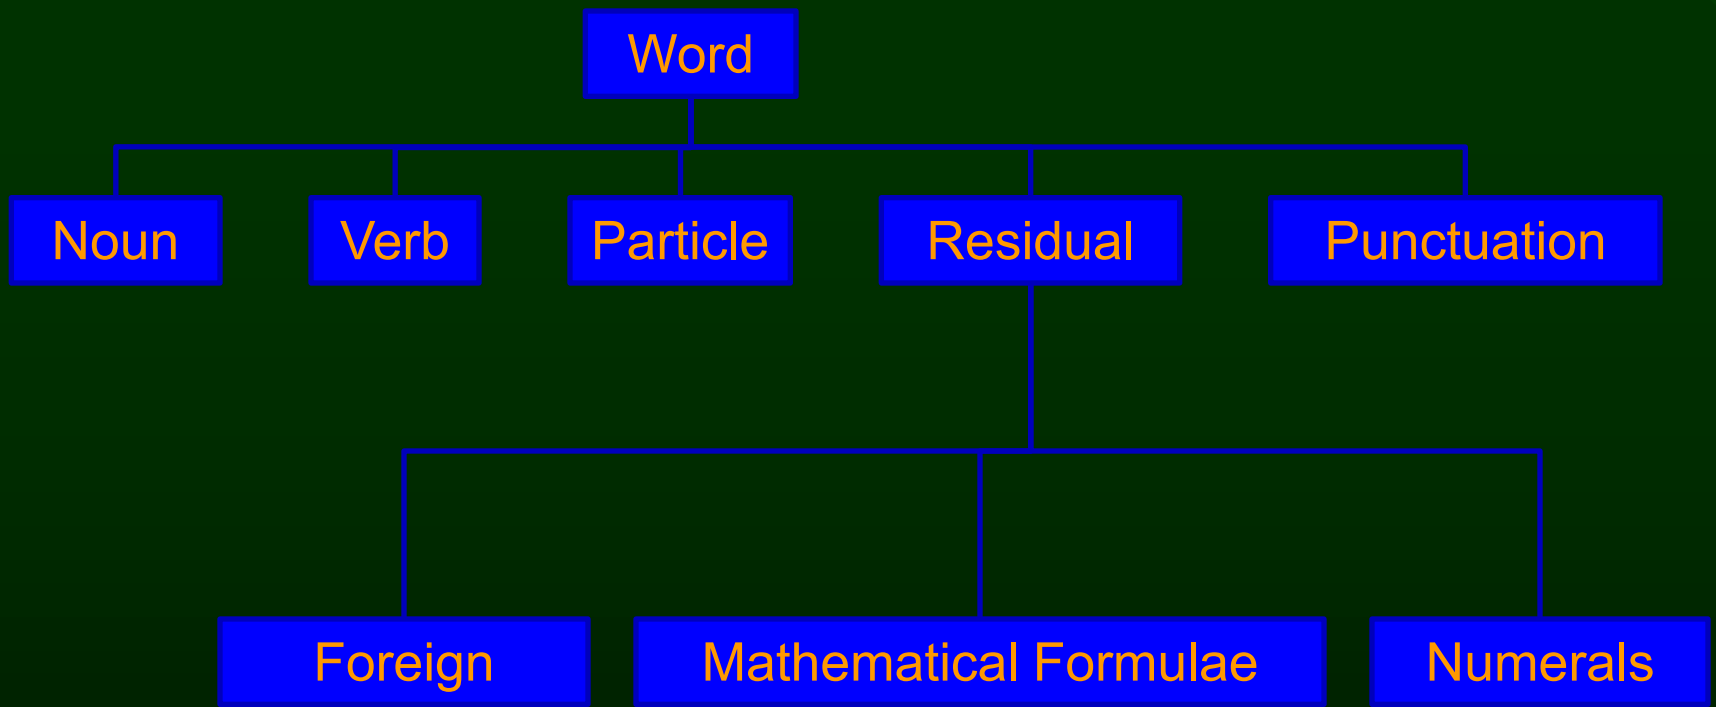 Word
Noun
Verb
Particle
Residual
Punctuation
Foreign
Mathematical Formulae
Numerals